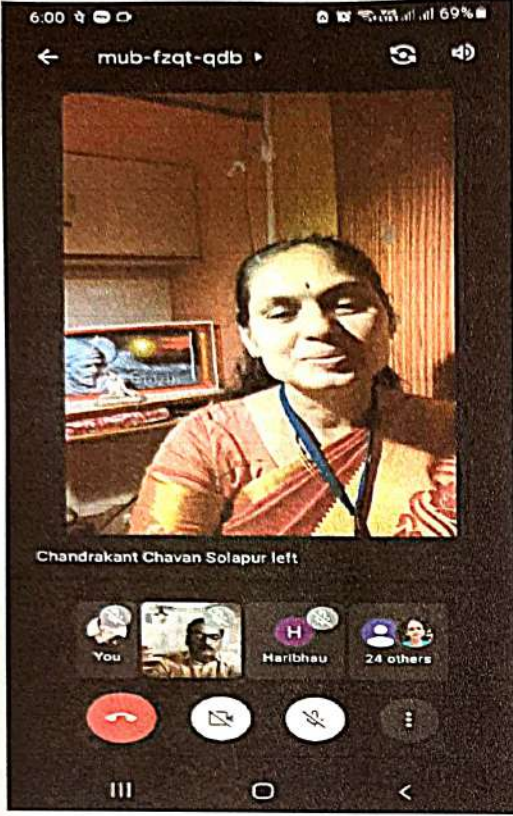 6:00 69%
mub-fzqt-qdb
Chandrakant Chavan Solapur left
You
H
Haribhau
24 others